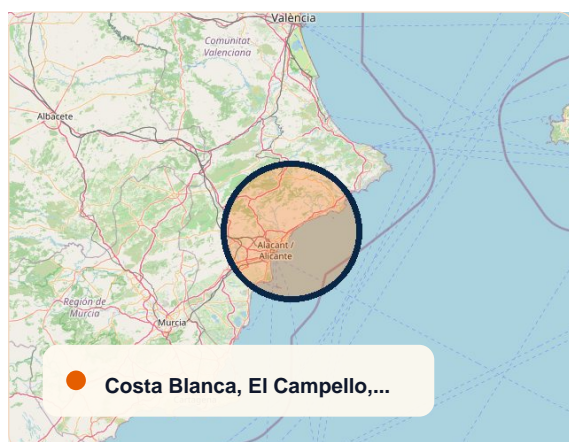 València
Comunitat
Valenciana
Albacete
Alacant /
Alicante
Región de
Murcia
Murcia
Costa Blanca, El Campello,...